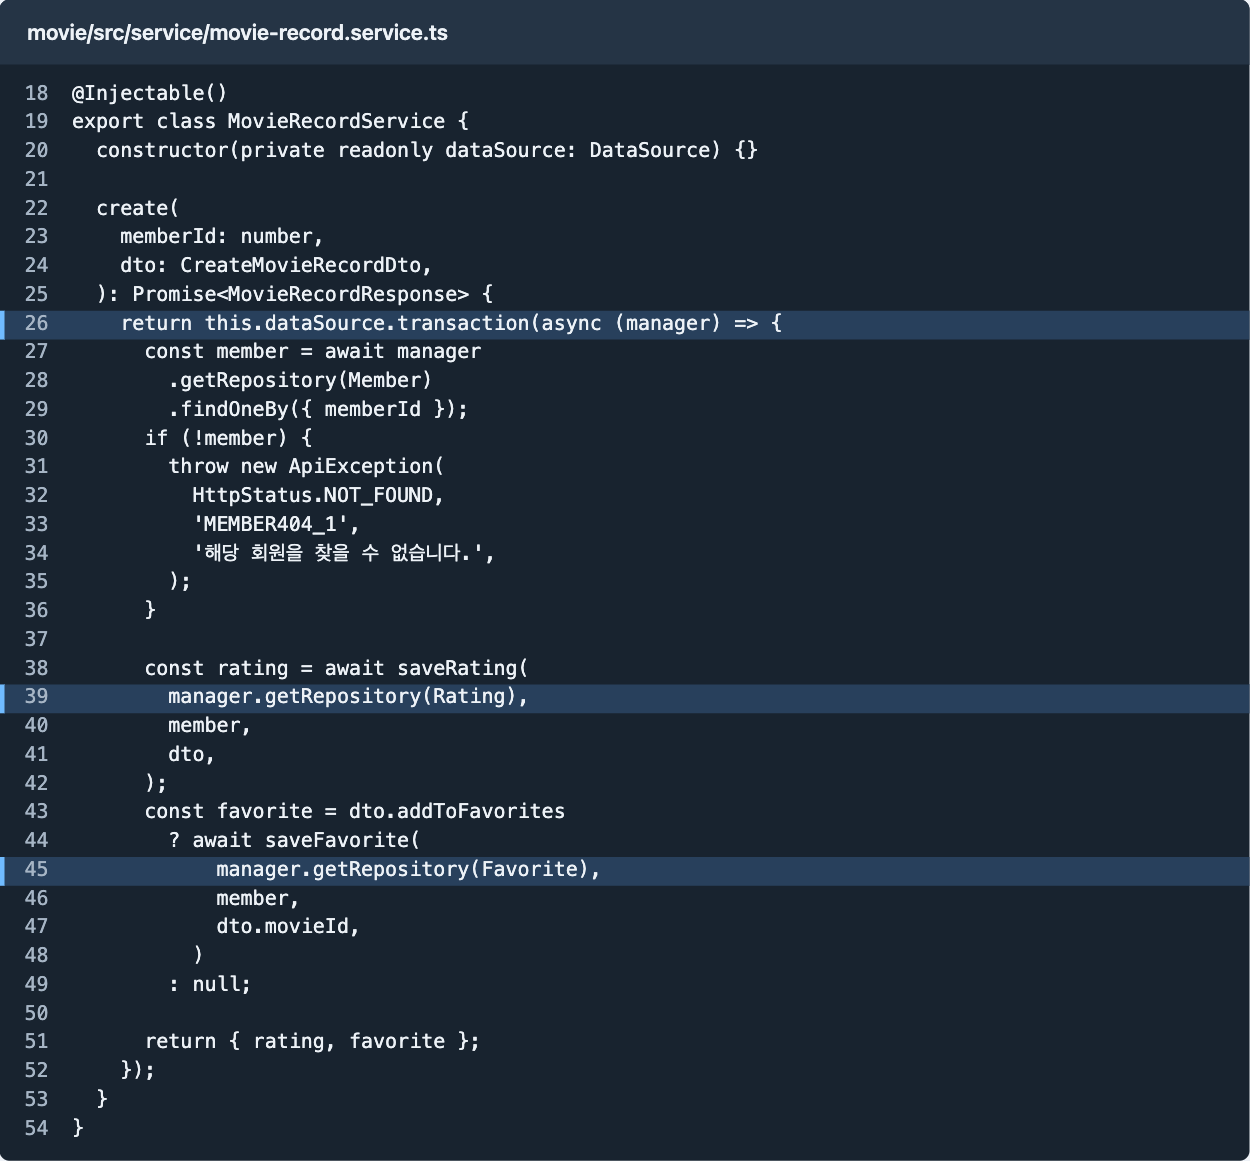 movie/src/service/movie-record.service.ts
18 @Injectable()
19 export class MovieRecordService {
20   constructor(private readonly dataSource: DataSource) {}
21
22   create(
23     memberId: number,
24     dto: CreateMovieRecordDto,
25   ): Promise<MovieRecordResponse> {
26     return this.dataSource.transaction(async (manager) => {
27       const member = await manager
28         .getRepository(Member)
29         .findOneBy({ memberId });
30       if (!member) {
31         throw new ApiException(
32           HttpStatus.NOT_FOUND,
33           'MEMBER404_1',
34           '해당 회원을 찾을 수 없습니다.',
35         );
36       }
37
38       const rating = await saveRating(
39         manager.getRepository(Rating),
40         member,
41         dto,
42       );
43       const favorite = dto.addToFavorites
44         ? await saveFavorite(
45             manager.getRepository(Favorite),
46             member,
47             dto.movieId,
48           )
49         : null;
50
51       return { rating, favorite };
52     });
53   }
54 }